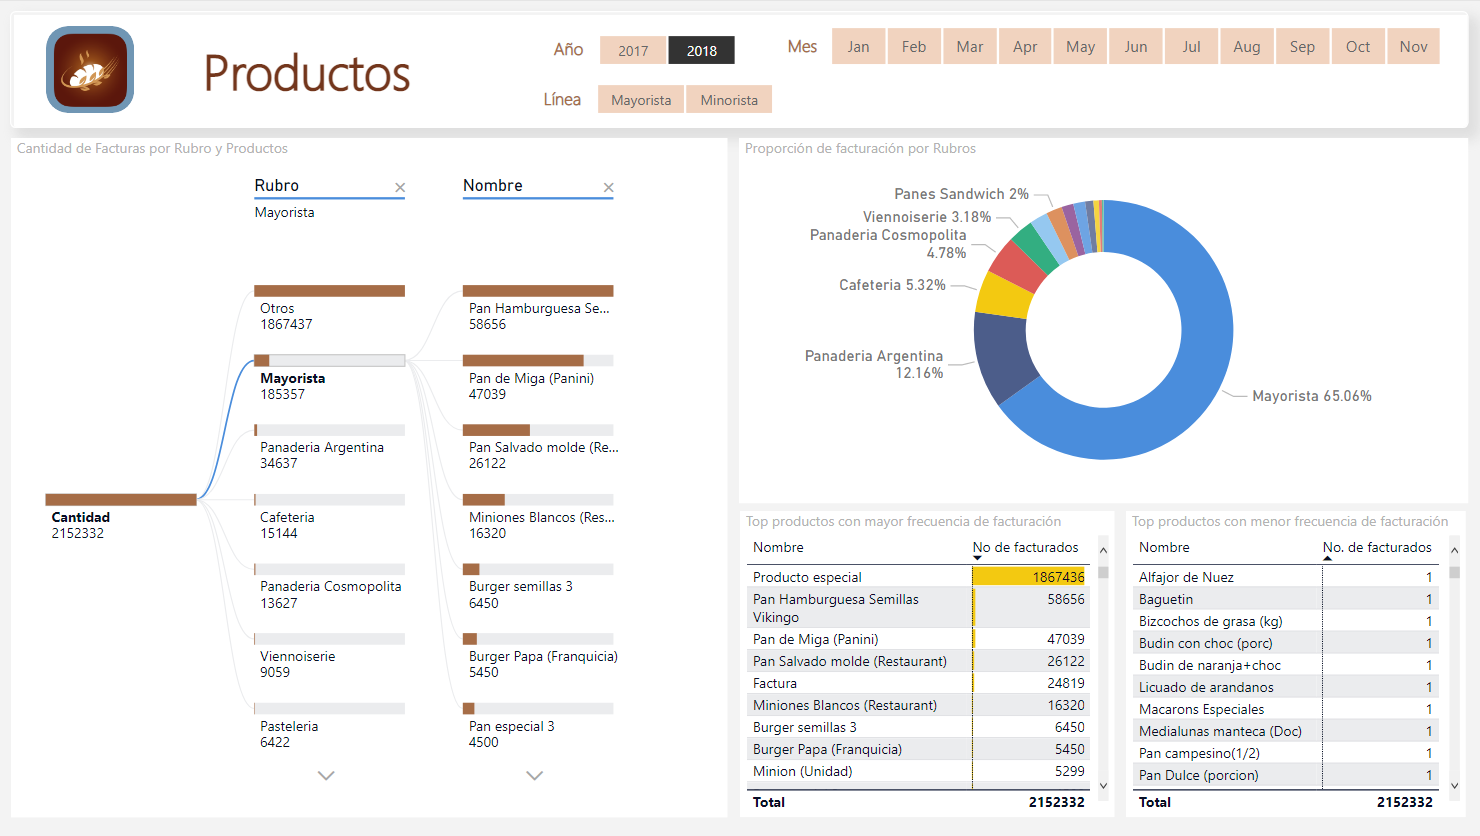 Productos
Año
2017
2018
Mes
Jan
Feb
Mar
Apr
May
Jun
Jul
Aug
Sep
Oct
Nov
Línea
Mayorista
Minorista
Cantidad de Facturas por Rubro y Productos
Rubro
Mayorista
Nombre
Cantidad
2152332
Otros
1867437
Mayorista
185357
Panaderia Argentina
34637
Cafeteria
15144
Panaderia Cosmopolita
13627
Viennoiserie
9059
Pasteleria
6422
Pan Hamburguesa Se...
58656
Pan de Miga (Panini)
47039
Pan Salvado molde (Re...
26122
Miniones Blancos (Res...
16320
Burger semillas 3
6450
Burger Papa (Franquicia)
5450
Pan especial 3
4500
Proporción de facturación por Rubros
Panes Sandwich 2%
Viennoiserie 3.18%
Panaderia Cosmopolita
4.78%
Cafeteria 5.32%
Panaderia Argentina
12.16%
Mayorista 65.06%
Top productos con mayor frecuencia de facturación
Nombre No de facturados
Producto especial 1867436
Pan Hamburguesa Semillas 58656
Vikingo
Pan de Miga (Panini) 47039
Pan Salvado molde (Restaurant) 26122
Factura 24819
Miniones Blancos (Restaurant) 16320
Burger semillas 3 6450
Burger Papa (Franquicia) 5450
Minion (Unidad) 5299
Total 2152332
Top productos con menor frecuencia de facturación
Nombre No. de facturados
Alfajor de Nuez 1
Baguetin 1
Bizcochos de grasa (kg) 1
Budin con choc (porc) 1
Budin de naranja+choc 1
Licuado de arandanos 1
Macarons Especiales 1
Medialunas manteca (Doc) 1
Pan campesino(1/2) 1
Pan Dulce (porcion) 1
Total 2152332